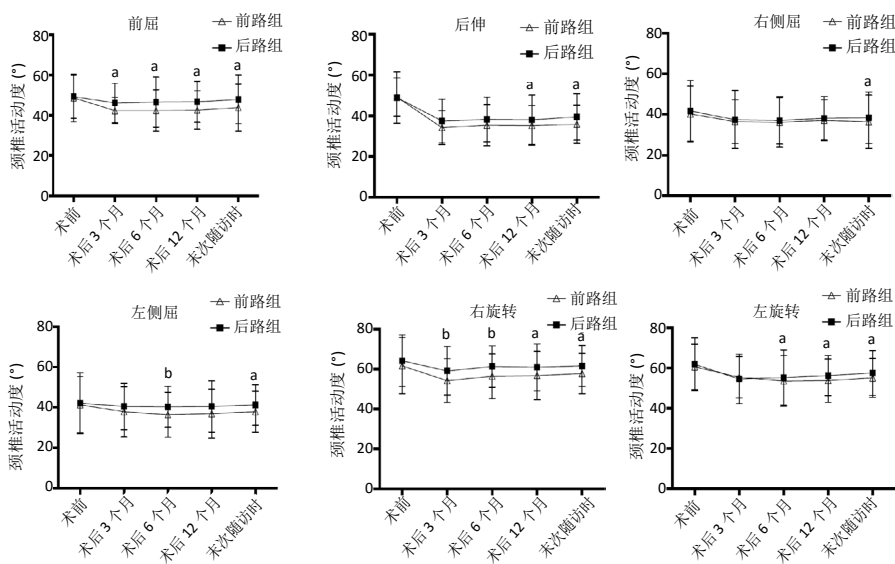 前屈
前路组
后路组
颈椎活动度 (°)
80
60
40
20
0
a
a
a
a
术前
术后 3 个月
术后 6 个月
术后 12 个月
末次随访时
后伸
前路组
后路组
颈椎活动度 (°)
80
60
40
20
0
a
a
术前
术后 3 个月
术后 6 个月
术后 12 个月
末次随访时
右侧屈
前路组
后路组
颈椎活动度 (°)
80
60
40
20
0
a
术前
术后 3 个月
术后 6 个月
术后 12 个月
末次随访时
左侧屈
前路组
后路组
颈椎活动度 (°)
80
60
40
20
0
b
a
术前
术后 3 个月
术后 6 个月
术后 12 个月
末次随访时
右旋转
前路组
后路组
颈椎活动度 (°)
80
60
40
20
0
b
b
a
a
术前
术后 3 个月
术后 6 个月
术后 12 个月
末次随访时
左旋转
前路组
后路组
颈椎活动度 (°)
80
60
40
20
0
a
a
a
术前
术后 3 个月
术后 6 个月
术后 12 个月
末次随访时